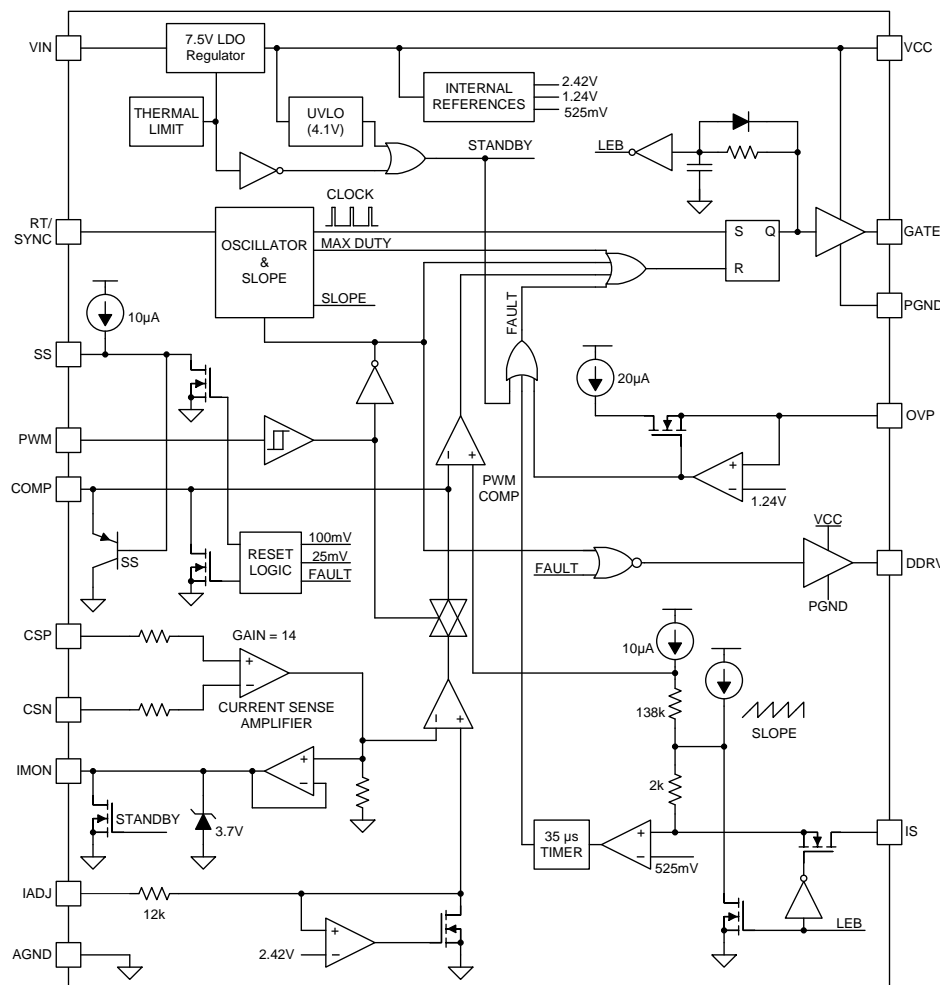 VIN
7.5V LDO
Regulator
VCC
THERMAL
LIMIT
UVLO
(4.1V)
INTERNAL
REFERENCES
2.42V
1.24V
525mV
STANDBY
LEB
RT/
SYNC
OSCILLATOR
&
SLOPE
CLOCK
MAX DUTY
SLOPE
S
Q
R
GATE
PGND
10µA
SS
FAULT
20µA
OVP
PWM
COMP
PWM
COMP
+
−
1.24V
− +
SS
RESET
LOGIC
100mV
25mV
FAULT
FAULT
VCC
DDRV
PGND
CSP
GAIN = 14
+
−
CURRENT SENSE
AMPLIFIER
CSN
10µA
138k
SLOPE
− +
IMON
+
−
STANDBY
3.7V
2k
35 µs
TIMER
+
−
525mV
IS
IADJ
12k
+
−
2.42V
LEB
AGND